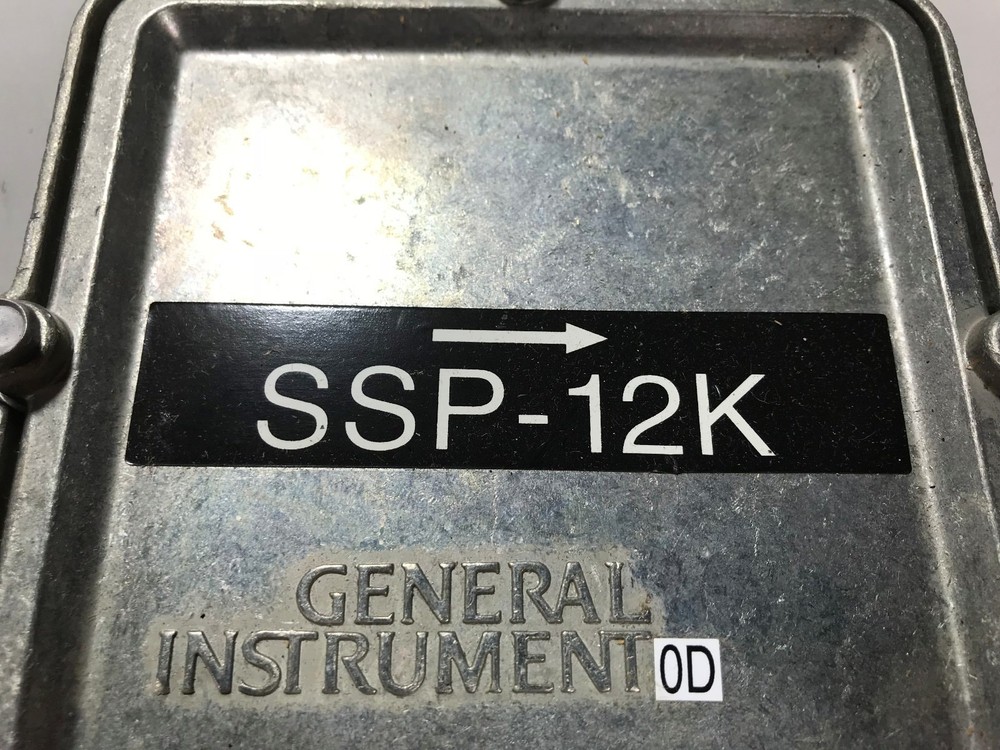 SSP-12K
GENERAL
INSTRUMENT
0D